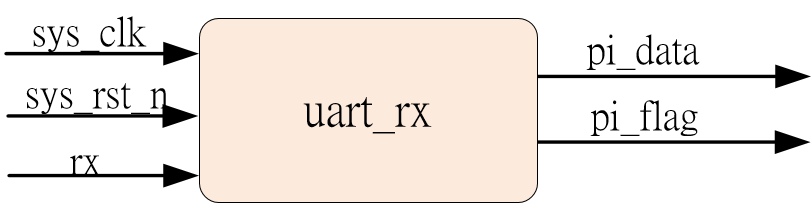 sys_clk
sys_rst_n
rx
uart_rx
pi_data
pi_flag